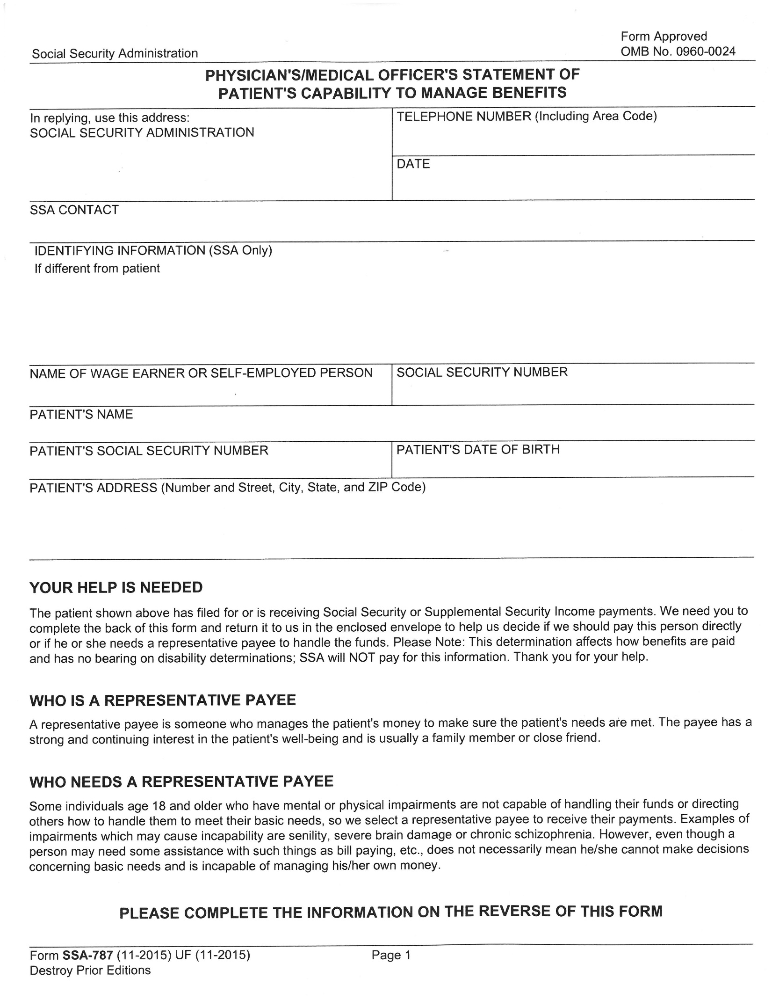 Form Approved
Social Security Administration
OMB No. 0960-0024
PHYSICIAN'S/MEDICAL OFFICER'S STATEMENT OF
PATIENT'S CAPABILITY TO MANAGE BENEFITS
In replying, use this address:
SOCIAL SECURITY ADMINISTRATION
TELEPHONE NUMBER (Including Area Code)
DATE
SSA CONTACT
IDENTIFYING INFORMATION (SSA Only)
If different from patient
NAME OF WAGE EARNER OR SELF-EMPLOYED PERSON
SOCIAL SECURITY NUMBER
PATIENT'S NAME
PATIENT'S SOCIAL SECURITY NUMBER
PATIENT'S DATE OF BIRTH
PATIENT'S ADDRESS (Number and Street, City, State, and ZIP Code)
YOUR HELP IS NEEDED
The patient shown above has filed for or is receiving Social Security or Supplemental Security Income payments. We need you to
complete the back of this form and return it to us in the enclosed envelope to help us decide if we should pay this person directly
or if he or she needs a representative payee to handle the funds. Please Note: This determination affects how benefits are paid
and has no bearing on disability determinations; SSA will NOT pay for this information. Thank you for your help.
WHO IS A REPRESENTATIVE PAYEE
A representative payee is someone who manages the patient's money to make sure the patient's needs are met. The payee has a
strong and continuing interest in the patient's well-being and is usually a family member or close friend.
WHO NEEDS A REPRESENTATIVE PAYEE
Some individuals age 18 and older who have mental or physical impairments are not capable of handling their funds or directing
others how to handle them to meet their basic needs, so we select a representative payee to receive their payments. Examples of
impairments which may cause incapability are senility, severe brain damage or chronic schizophrenia. However, even though a
person may need some assistance with such things as bill paying, etc., does not necessarily mean he/she cannot make decisions
concerning basic needs and is incapable of managing his/her own money.
PLEASE COMPLETE THE INFORMATION ON THE REVERSE OF THIS FORM
Form SSA-787 (11-2015) UF (11-2015)
Page 1
Destroy Prior Editions